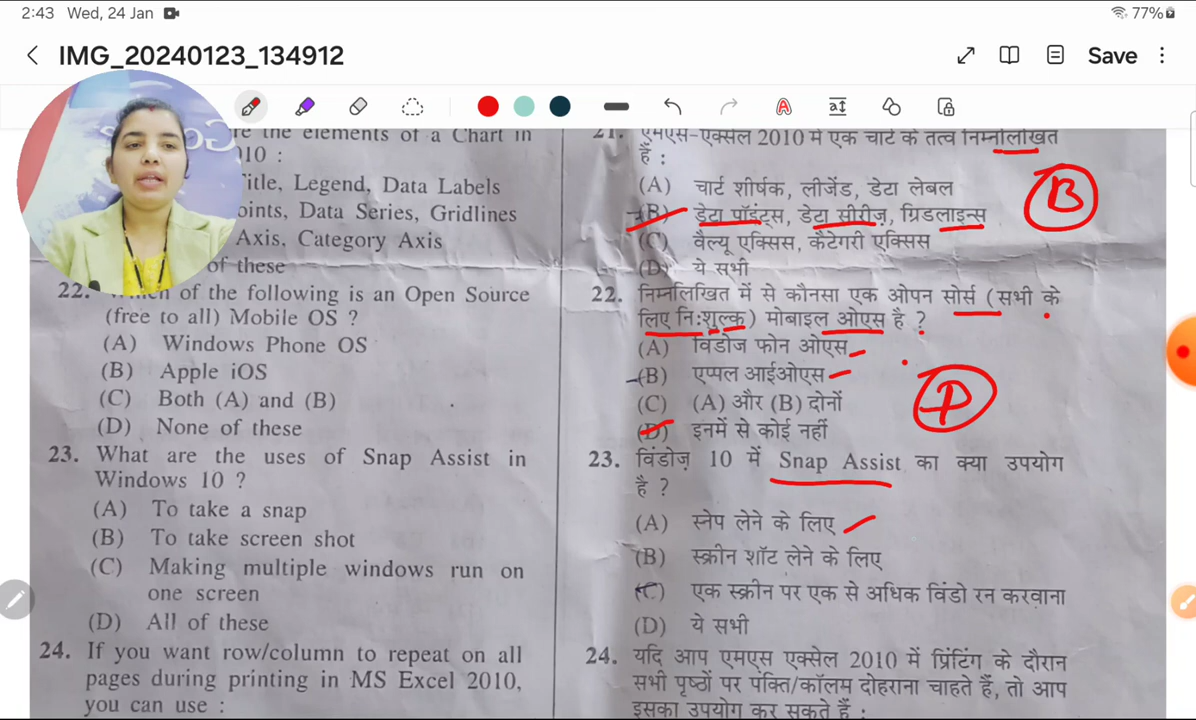 2:43 Wed, 24 Jan
77%
IMG_20240123_134912
Save
re the elements of a Chart in
010 :
Title, Legend, Data Labels
oints, Data Series, Gridlines
Axis, Category Axis
of these
22. of the following is an Open Source
(free to all) Mobile OS ?
(A) Windows Phone OS
(B) Apple iOS
(C) Both (A) and (B)
(D) None of these
23. What are the uses of Snap Assist in
Windows 10 ?
(A) To take a snap
(B) To take screen shot
(C) Making multiple windows run on
one screen
(D) All of these
24. If you want row/column to repeat on all
pages during printing in MS Excel 2010,
you can use :
21. एमएस-एक्सेल 2010 में एक चार्ट के तत्व निम्नलिखित
हैं :
(A) चार्ट शीर्षक, लीजेंड, डेटा लेबल
(B) डेटा पॉइंट्स, डेटा सीरीज़, ग्रिडलाइन्स
(C) वैल्यू एक्सिस, कैटेगरी एक्सिस
(D) ये सभी
B
22. निम्नलिखित में से कौनसा एक ओपन सोर्स (सभी के
लिए नि:शुल्क) मोबाइल ओएस है ?
(A) विंडोज फोन ओएस
(B) एप्पल आईओएस
(C) (A) और (B) दोनों
(D) इनमें से कोई नहीं
D
23. विंडोज़ 10 में Snap Assist का क्या उपयोग
है ?
(A) स्नेप लेने के लिए
(B) स्क्रीन शॉट लेने के लिए
(C) एक स्क्रीन पर एक से अधिक विंडो रन करवाना
(D) ये सभी
24. यदि आप एमएस एक्सेल 2010 में प्रिंटिंग के दौरान
सभी पृष्ठों पर पंक्ति/कॉलम दोहराना चाहते हैं, तो आप
इसका उपयोग कर सकते हैं :